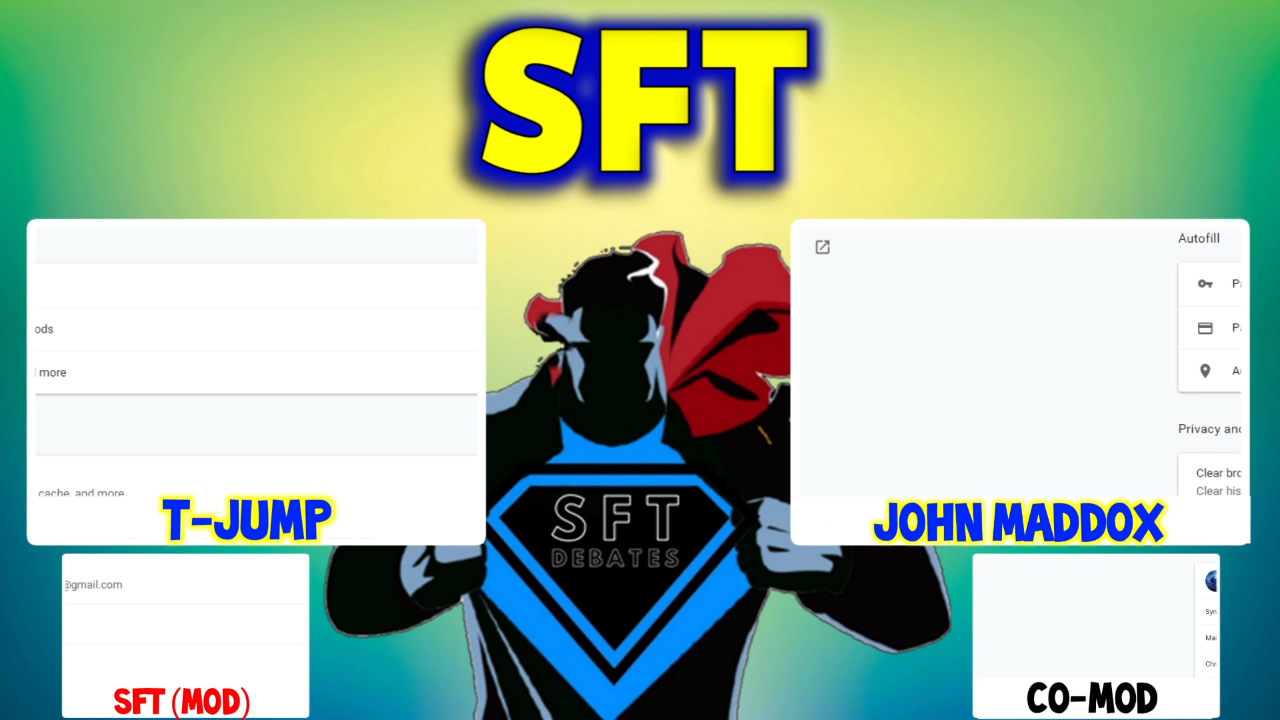 SFT
Autofill
ods
more
cache, and more
T-JUMP
Privacy and
Clear bro
Clear his
JOHN MADDOX
SFT
DEBATES
@gmail.com
SFT (MOD)
Syn
CO-MOD